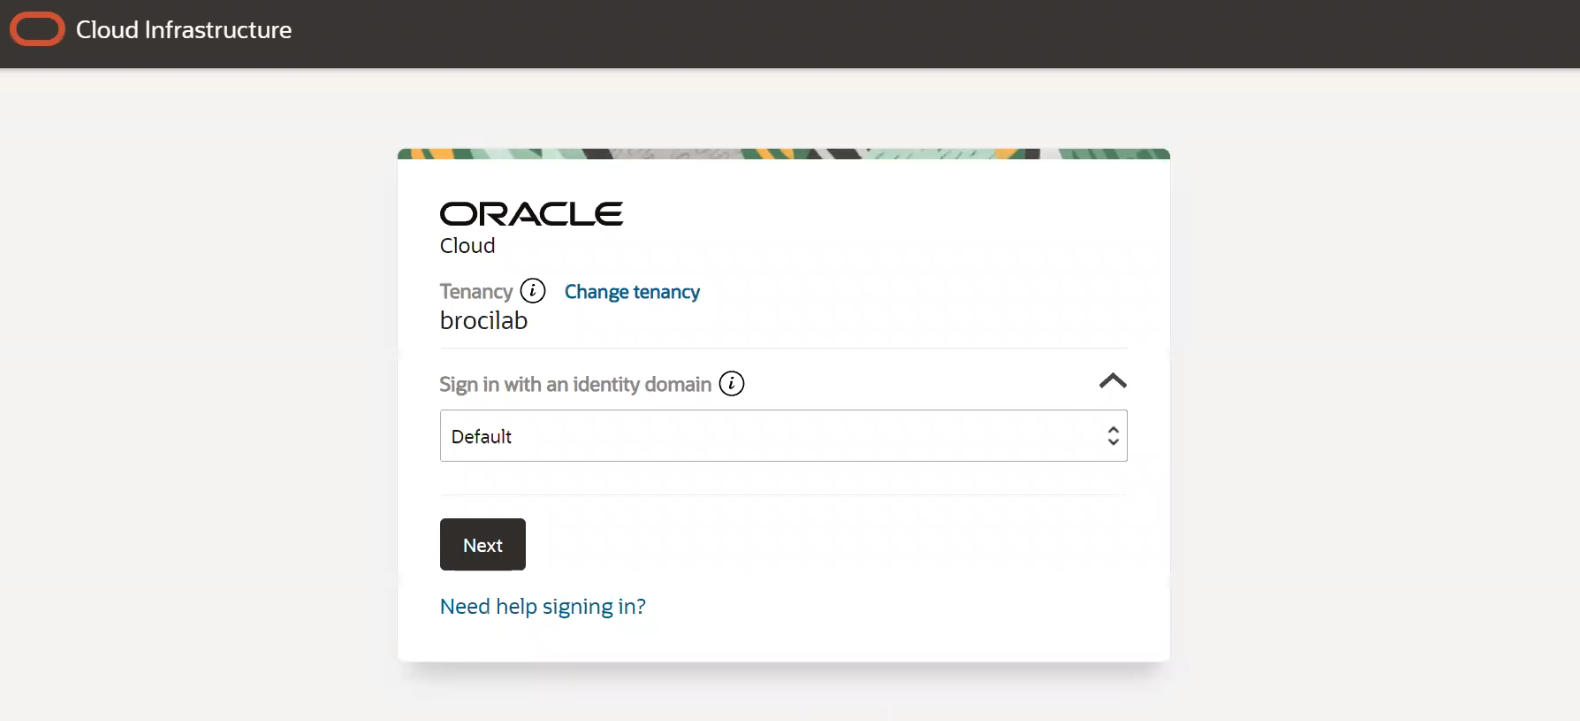 Cloud Infrastructure
ORACLE
Cloud
Tenancy i Change tenancy
brocilab
Sign in with an identity domain i
Default
Next
Need help signing in?